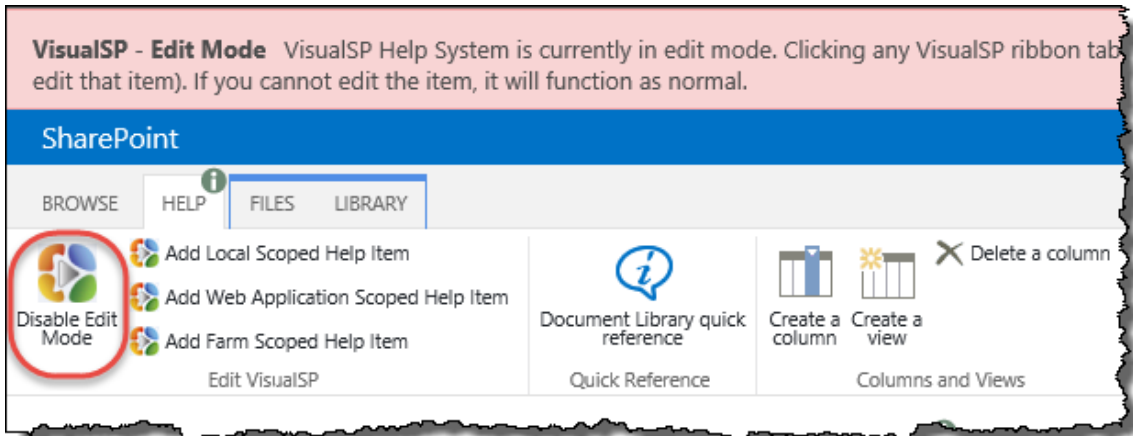 VisualSP - Edit Mode VisualSP Help System is currently in edit mode. Clicking any VisualSP ribbon tab
edit that item). If you cannot edit the item, it will function as normal.
SharePoint
BROWSE HELP FILES LIBRARY
Disable Edit
Mode
Add Local Scoped Help Item
Add Web Application Scoped Help Item
Add Farm Scoped Help Item
Edit VisualSP
Document Library quick
reference
Quick Reference
Create a
column
Create a
view
Delete a column
Columns and Views